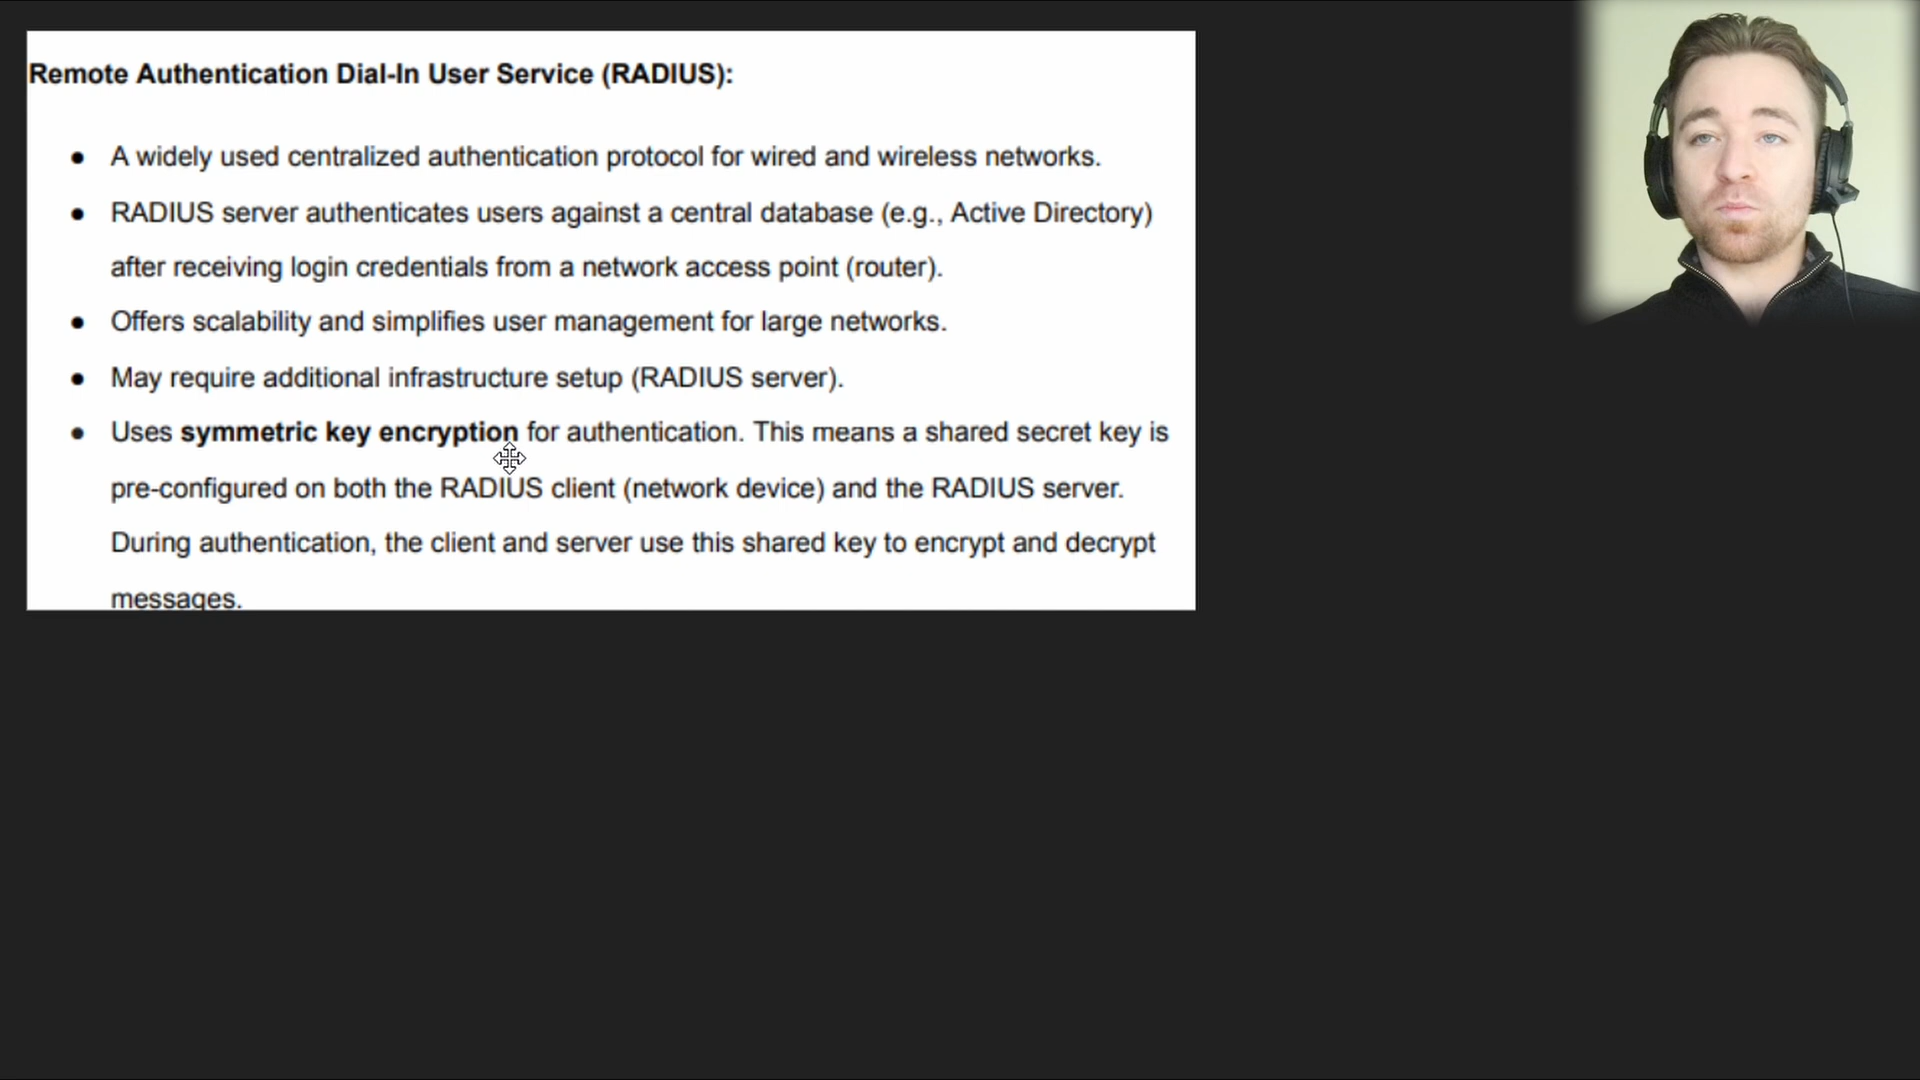 Remote Authentication Dial-In User Service (RADIUS):
● A widely used centralized authentication protocol for wired and wireless networks.
● RADIUS server authenticates users against a central database (e.g., Active Directory)
after receiving login credentials from a network access point (router).
● Offers scalability and simplifies user management for large networks.
● May require additional infrastructure setup (RADIUS server).
● Uses symmetric key encryption for authentication. This means a shared secret key is
pre-configured on both the RADIUS client (network device) and the RADIUS server.
During authentication, the client and server use this shared key to encrypt and decrypt
messages.